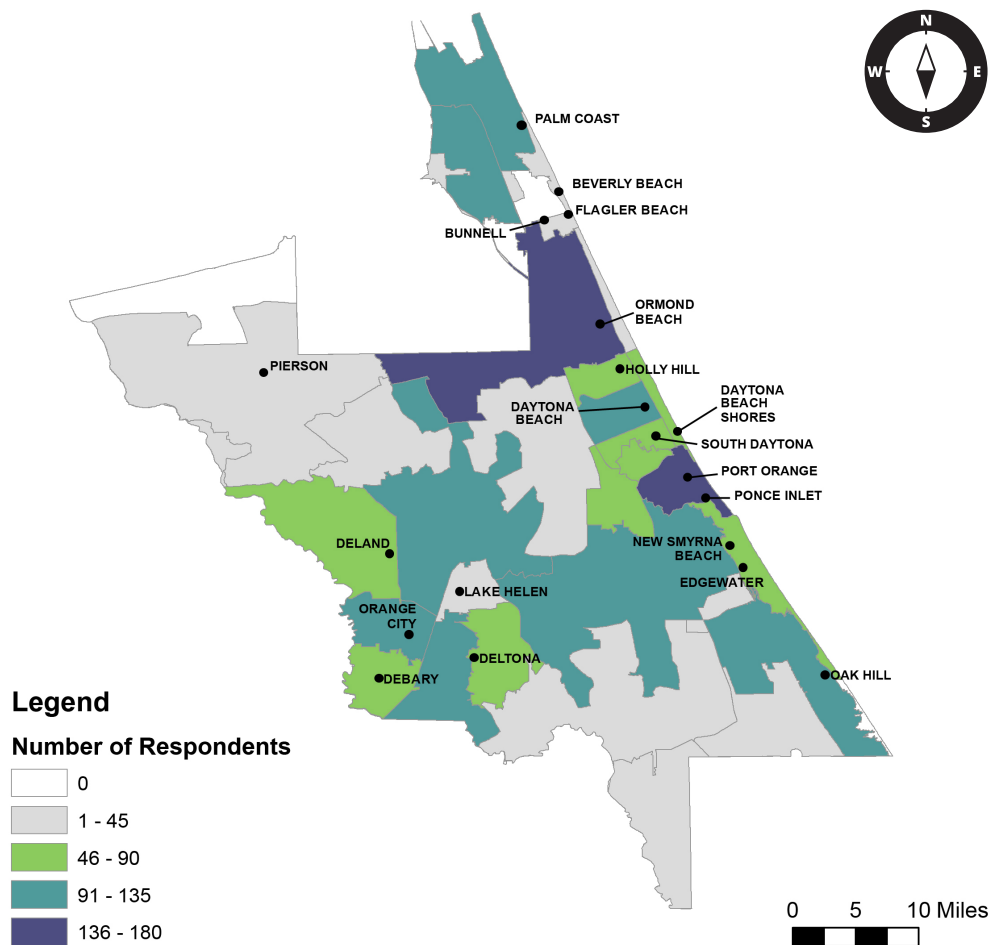 N
W
E
S
PALM COAST
BEVERLY BEACH
FLAGLER BEACH
BUNNELL
ORMOND
BEACH
PIERSON
HOLLY HILL
DAYTONA
BEACH
SHORES
DAYTONA
BEACH
SOUTH DAYTONA
PORT ORANGE
PONCE INLET
DELAND
NEW SMYRNA
BEACH
EDGEWATER
LAKE HELEN
ORANGE
CITY
DELTONA
DEBARY
OAK HILL
Legend
Number of Respondents
0
1 - 45
46 - 90
91 - 135
136 - 180
0 5 10 Miles